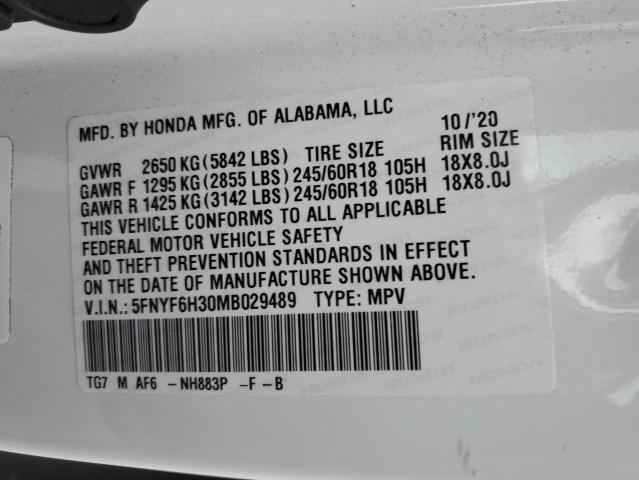 MFD. BY HONDA MFG. OF ALABAMA, LLC 10/'20
GVWR 2650 KG(5842 LBS) TIRE SIZE RIM SIZE
GAWR F 1295 KG(2855 LBS) 245/60R18 105H 18X8.0J
GAWR R 1425 KG(3142 LBS) 245/60R18 105H 18X8.0J
THIS VEHICLE CONFORMS TO ALL APPLICABLE
FEDERAL MOTOR VEHICLE SAFETY
AND THEFT PREVENTION STANDARDS IN EFFECT
ON THE DATE OF MANUFACTURE SHOWN ABOVE.
V.I.N.: 5FNYF6H30MB029489 TYPE: MPV
TG7 M AF6 -NH883P -F -B